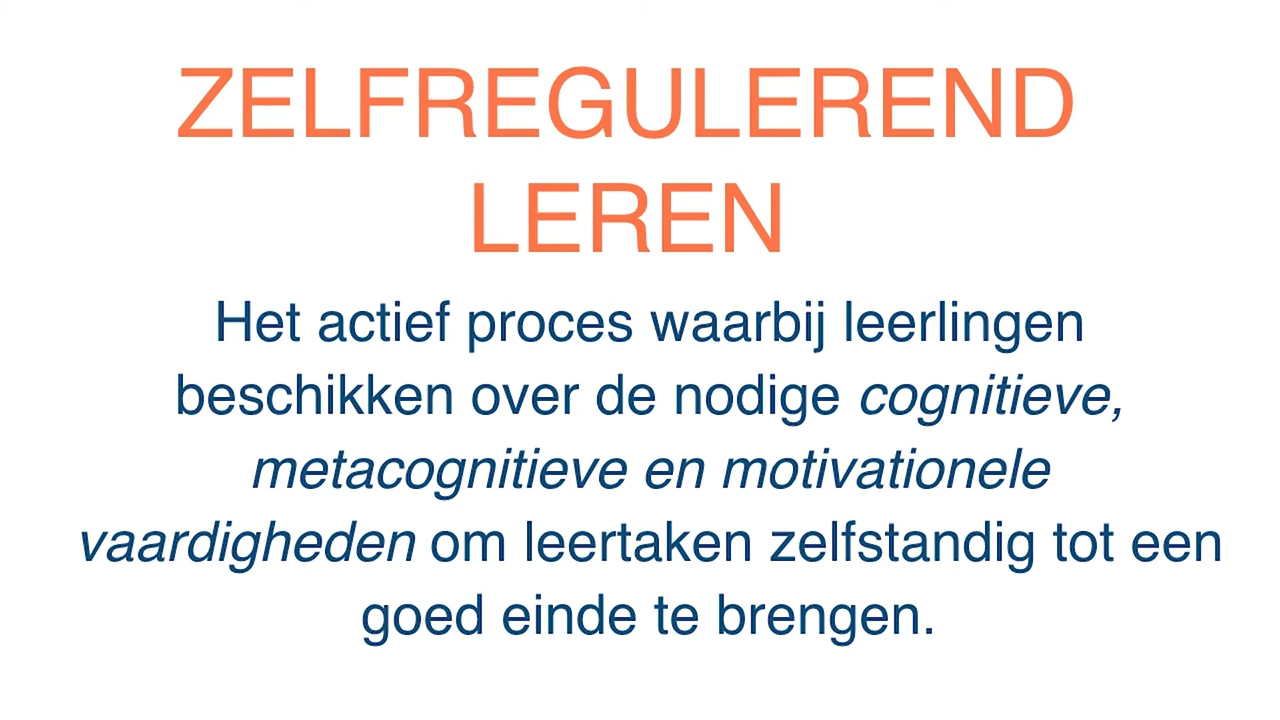 ZELFREGULEREND
LEREN
Het actief proces waarbij leerlingen
beschikken over de nodige cognitieve,
metacognitieve en motivationele
vaardigheden om leertaken zelfstandig tot een
goed einde te brengen.